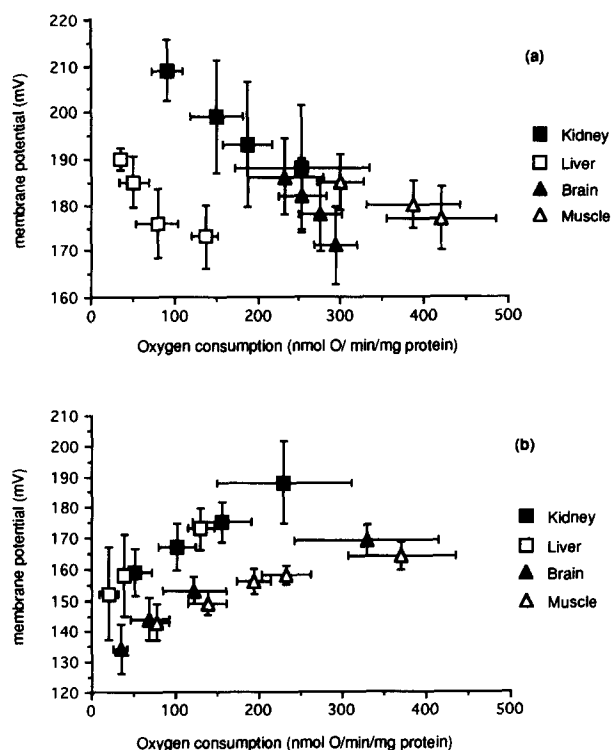 (a)
210
200
190
180
170
160
membrane potential (mV)
0 100 200 300 400 500
Oxygen consumption (nmol O/ min/mg protein)
Kidney
Liver
Brain
Muscle
(b)
210
200
190
180
170
160
150
140
130
120
membrane potential (mV)
0 100 200 300 400 500
Oxygen consumption (nmol O/min/mg protein)
Kidney
Liver
Brain
Muscle